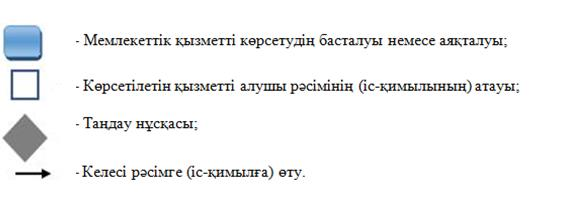 - Мемлекеттік қызметті көрсетудің басталуы немесе аяқталуы;
- Көрсетілетін қызметті алушы рәсімінің (іс-қимылының) атауы;
- Таңдау нұсқасы;
- Келесі рәсімге (іс-қимылға) өту.